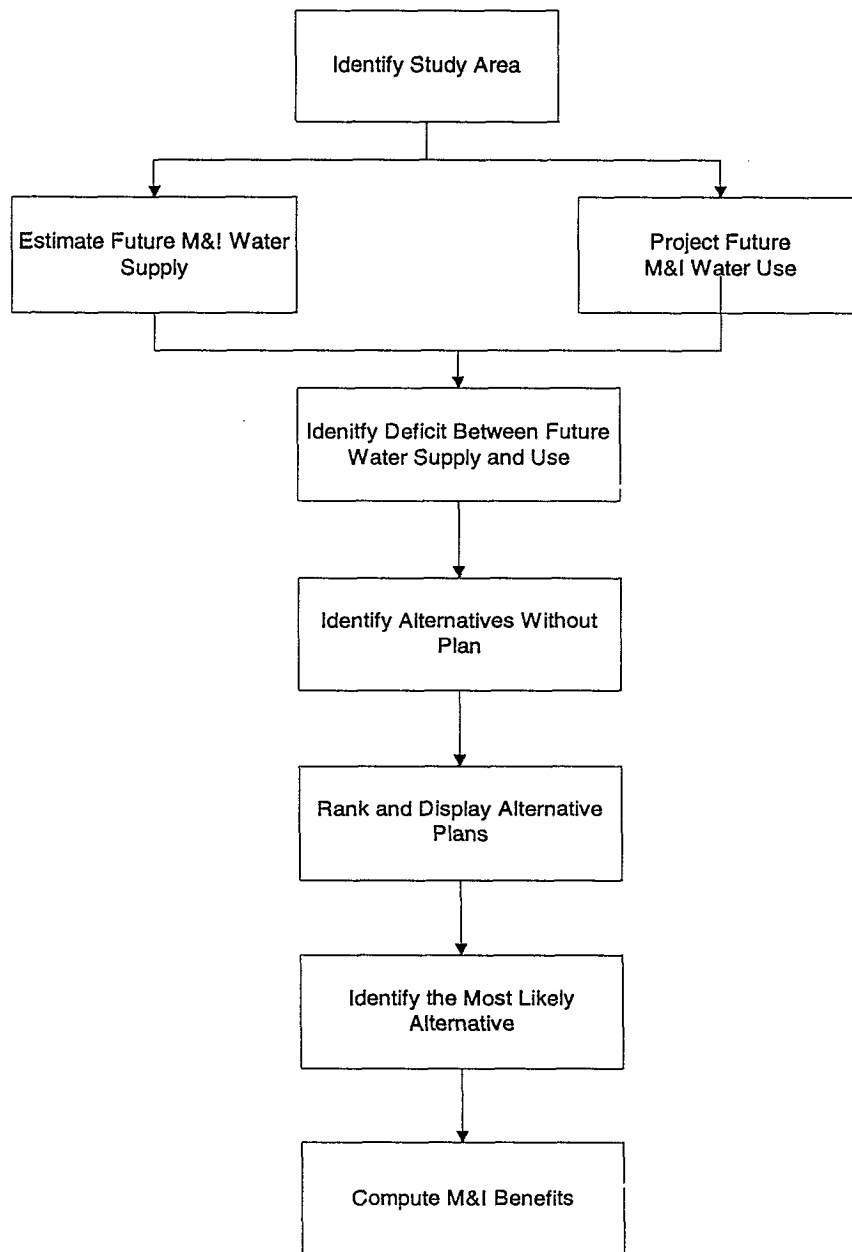 Identify Study Area
Estimate Future M&I Water
Supply
Project Future
M&I Water Use
Idenitfy Deficit Between Future
Water Supply and Use
Identify Alternatives Without
Plan
Rank and Display Alternative
Plans
Identify the Most Likely
Alternative
Compute M&I Benefits